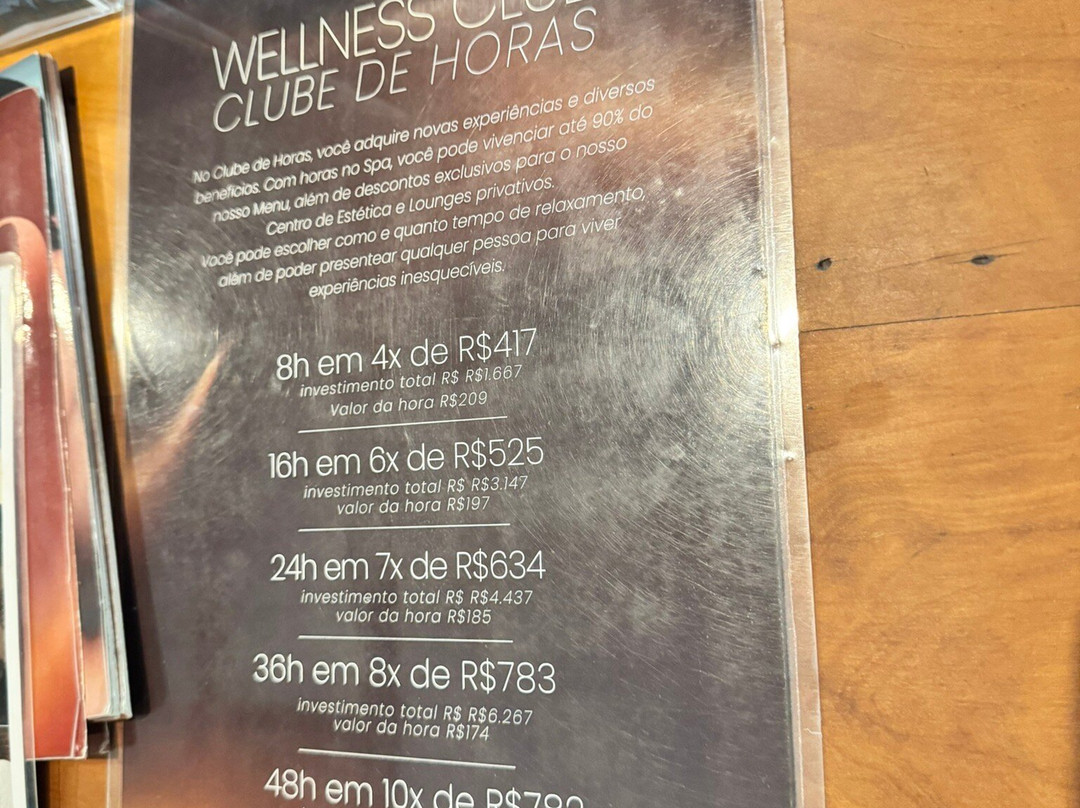 WELLNESS CLUB
CLUBE DE HORAS
No Clube de Horas, você adquire novas experiências e diversos
benefícios. Com horas no Spa, você pode vivenciar até 90% do
nosso Menu, além de descontos exclusivos para o nosso
Centro de Estética e Lounges privativos.
Você pode escolher como e quanto tempo de relaxamento,
além de poder presentear qualquer pessoa para viver
experiências inesquecíveis.
8h em 4x de R$417
investimento total R$ R$1.667
Valor da hora R$209
16h em 6x de R$525
investimento total R$ R$3.147
valor da hora R$197
24h em 7x de R$634
investimento total R$ R$4.437
valor da hora R$185
36h em 8x de R$783
investimento total R$ R$6.267
valor da hora R$174
48h em 10x de